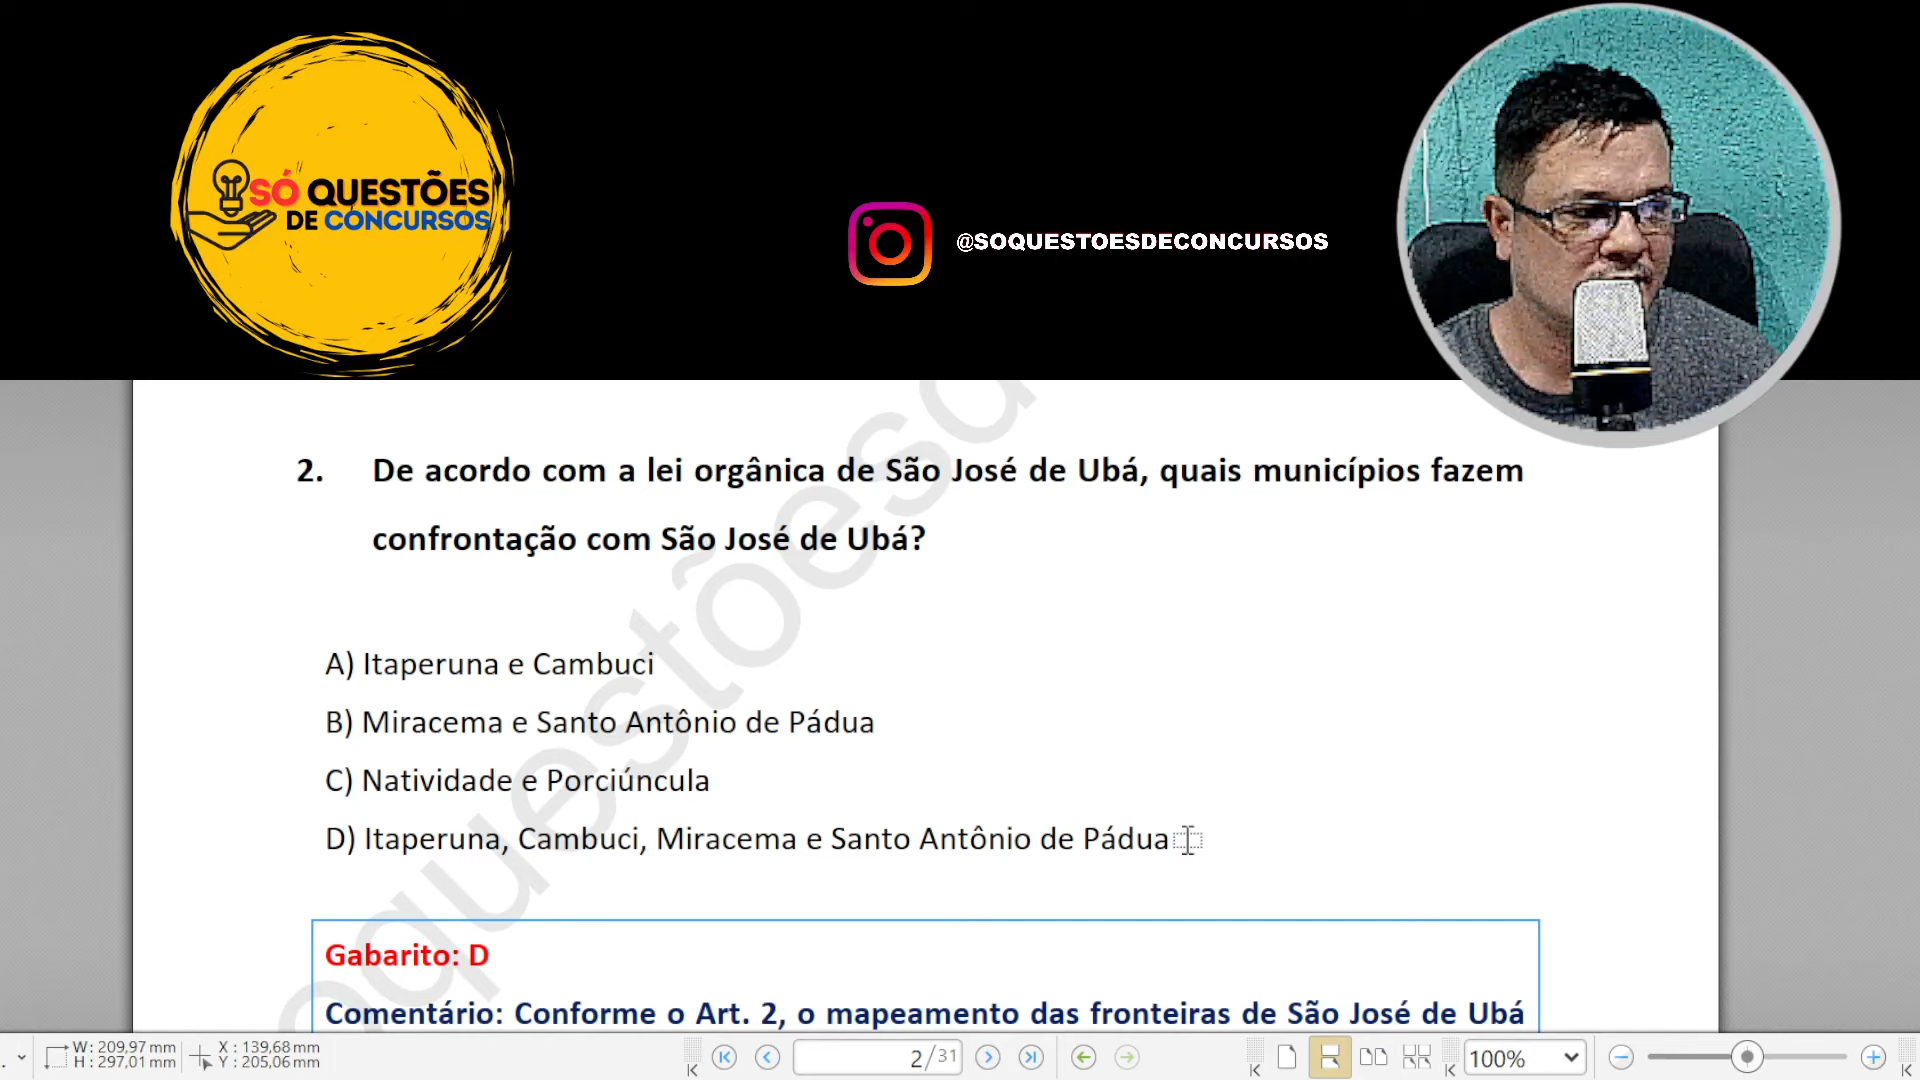 SÓ QUESTÕES
DE CONCURSOS
@SOQUESTOESDECONCURSOS
2. De acordo com a lei orgânica de São José de Ubá, quais municípios fazem
confrontação com São José de Ubá?
A) Itaperuna e Cambuci
B) Miracema e Santo Antônio de Pádua
C) Natividade e Porciúncula
D) Itaperuna, Cambuci, Miracema e Santo Antônio de Pádua
Gabarito: D
Comentário: Conforme o Art. 2, o mapeamento das fronteiras de São José de Ubá
oquestõesd
W: 209,97 mm
H: 297,01 mm
X : 139,68 mm
Y : 205,06 mm
2/31
100%